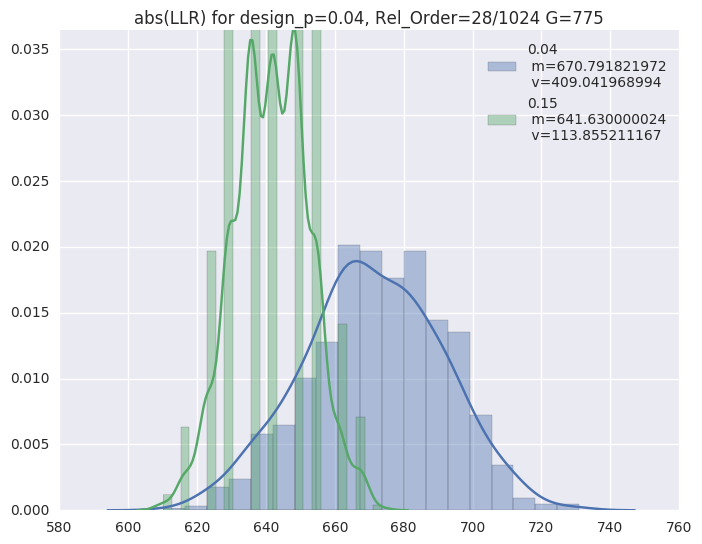 abs(LLR) for design_p=0.04, Rel_Order=28/1024 G=775
0.04
m=670.791821972
v=409.041968994
0.15
m=641.630000024
v=113.855211167
0.035
0.030
0.025
0.020
0.015
0.010
0.005
0.000
580 600 620 640 660 680 700 720 740 760